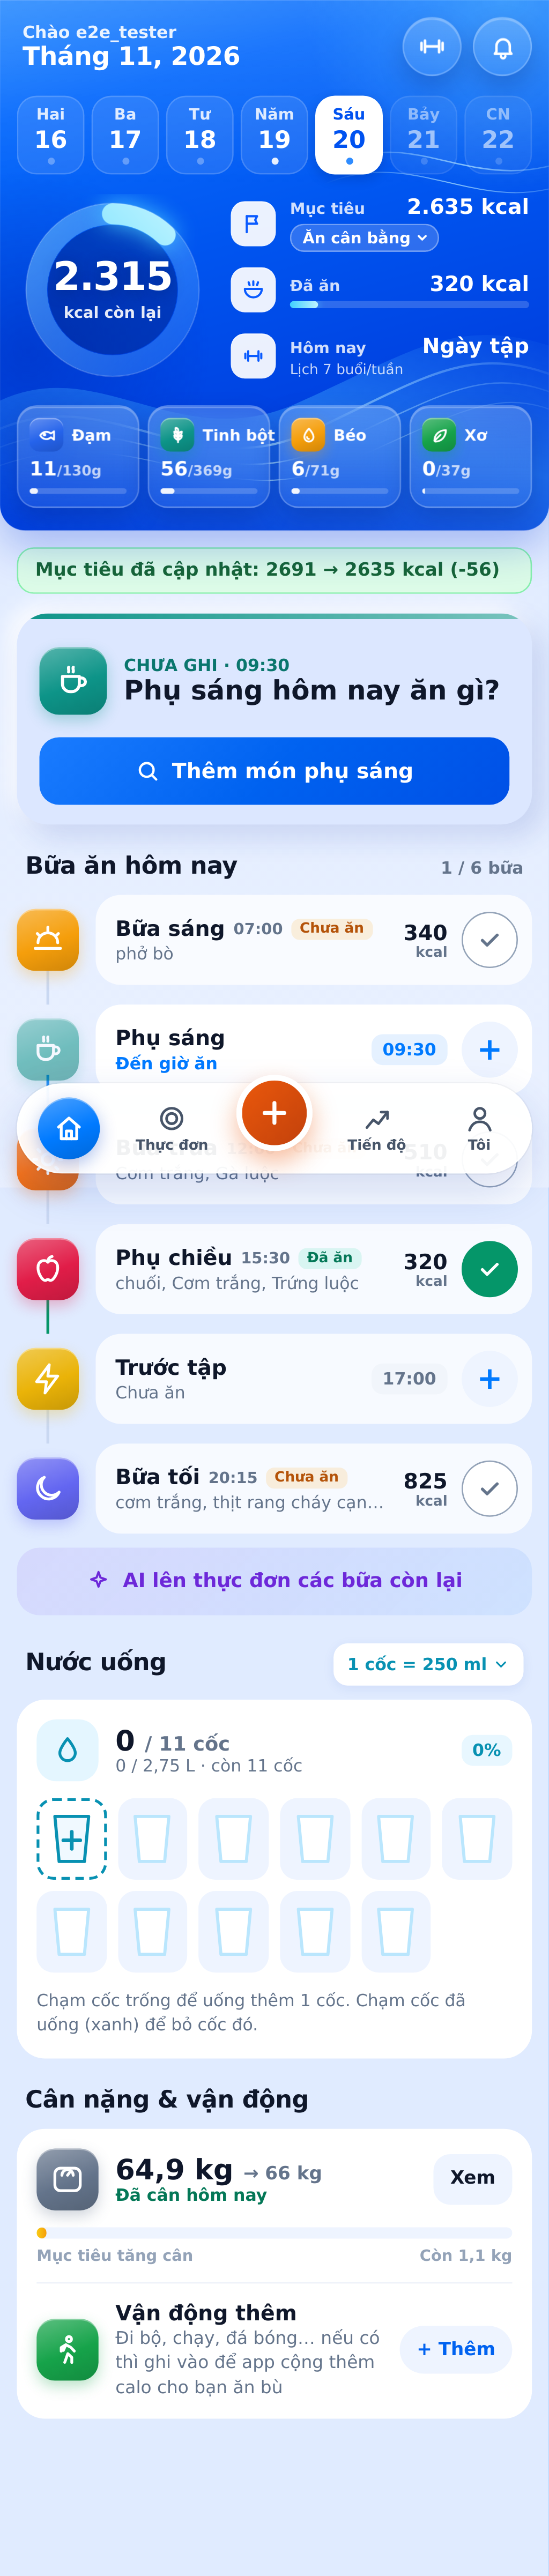 Chào e2e_tester
Tháng 11, 2026
Hai Ba Tư Năm Sáu Bảy CN
16 17 18 19 20 21 22
2.315
kcal còn lại
Mục tiêu 2.635 kcal
Ăn cân bằng
Đã ăn 320 kcal
Hôm nay Ngày tập
Lịch 7 buổi/tuần
Đạm Tinh bột Béo Xơ
11/130g 56/369g 6/71g 0/37g
Mục tiêu đã cập nhật: 2691 → 2635 kcal (-56)
CHƯA GHI · 09:30
Phụ sáng hôm nay ăn gì?
Thêm món phụ sáng
Bữa ăn hôm nay 1 / 6 bữa
Bữa sáng 07:00 Chưa ăn 340
phở bò kcal
Phụ sáng 09:30
Đến giờ ăn
Bữa trưa 510
Thực đơn Tiến độ Tôi
Cơm trắng, Gà luộc kcal
Phụ chiều 15:30 Đã ăn 320
chuối, Cơm trắng, Trứng luộc kcal
Trước tập 17:00
Chưa ăn
Bữa tối 20:15 Chưa ăn 825
cơm trắng, thịt rang cháy cạn... kcal
AI lên thực đơn các bữa còn lại
Nước uống 1 cốc = 250 ml
0 / 11 cốc 0%
0 / 2,75 L · còn 11 cốc
Chạm cốc trống để uống thêm 1 cốc. Chạm cốc đã
uống (xanh) để bỏ cốc đó.
Cân nặng & vận động
64,9 kg → 66 kg Xem
Đã cân hôm nay
Mục tiêu tăng cân Còn 1,1 kg
Vận động thêm
Đi bộ, chạy, đá bóng... nếu có
thì ghi vào để app cộng thêm + Thêm
calo cho bạn ăn bù